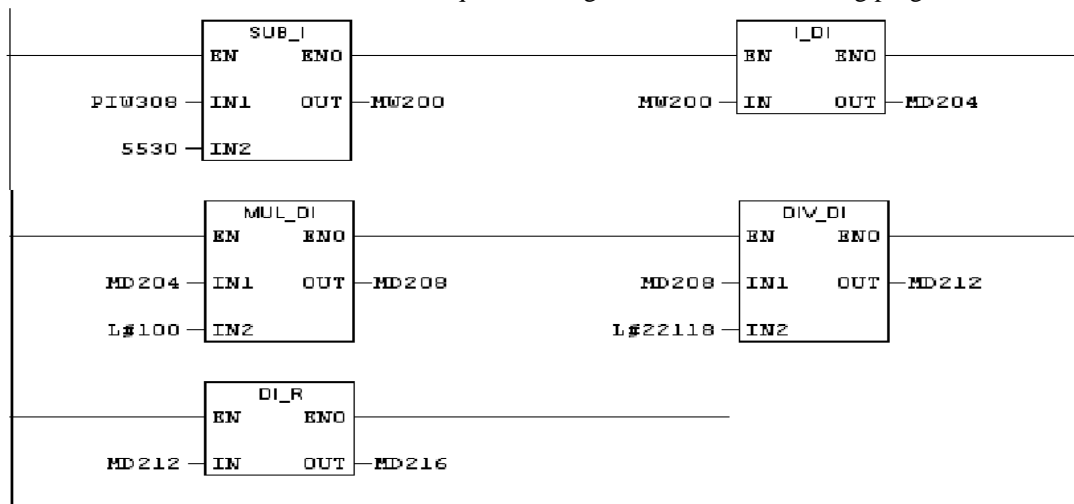 SUB_I I_DI
EN ENO EN ENO
PIW308 IN1 OUT MW200 MW200 IN OUT MD204
5530 IN2
MUL_DI DIV_DI
EN ENO EN ENO
MD204 IN1 OUT MD208 MD208 IN1 OUT MD212
L#100 IN2 L#22118 IN2
DI_R
EN ENO
MD212 IN OUT MD216